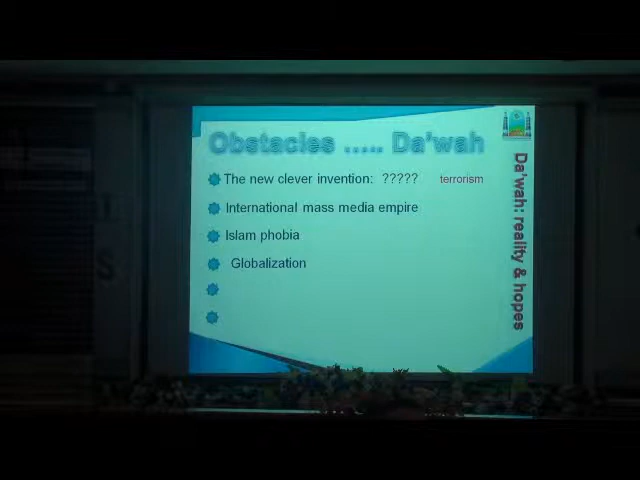 Obstacles ..... Da'wah
The new clever invention: ????? terrorism
International mass media empire
Islam phobia
Globalization
Da'wah: reality & hopes